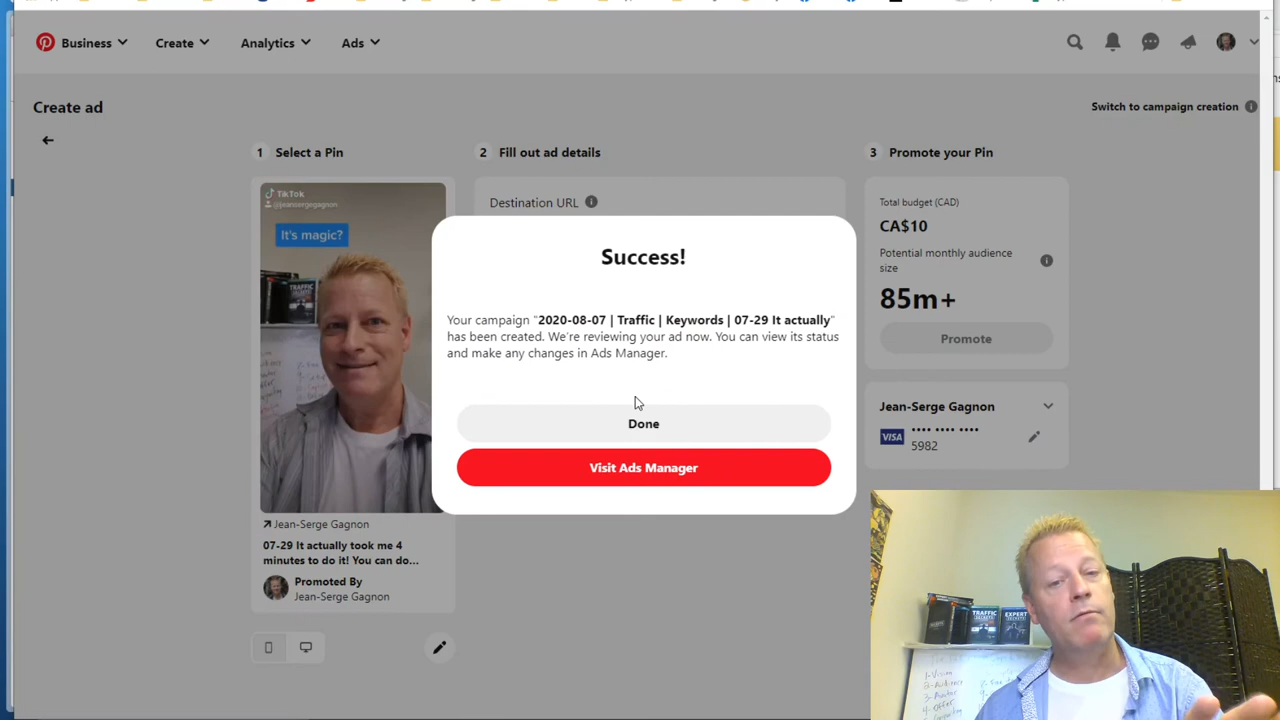 Business
Create
Analytics
Ads
Create ad
Switch to campaign creation
1 Select a Pin
2 Fill out ad details
3 Promote your Pin
TikTok
@jeansergegagnon
It's magic?
TRAFFIC
Jean-Serge Gagnon
07-29 It actually took me 4
minutes to do it! You can do...
Promoted By
Jean-Serge Gagnon
Destination URL
Success!
Your campaign "2020-08-07 | Traffic | Keywords | 07-29 It actually"
has been created. We're reviewing your ad now. You can view its status
and make any changes in Ads Manager.
Done
Visit Ads Manager
Total budget (CAD)
CA$10
Potential monthly audience
size
85m+
Promote
Jean-Serge Gagnon
VISA •••• •••• ••••
5982
TRAFFIC
SECRETS
EXPERT
SECRETS
1-Vision